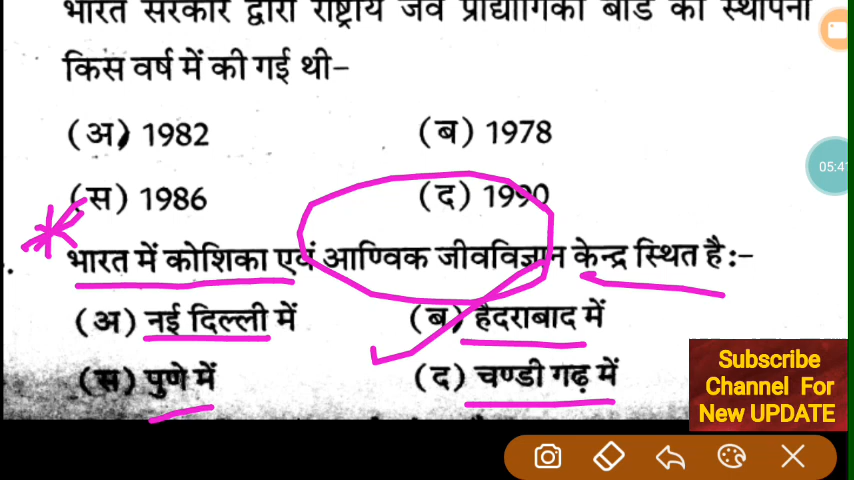 भारत सरकार द्वारा राष्ट्रीय जैव प्रौद्योगिकी बोर्ड की स्थापना
किस वर्ष में की गई थी–
(अ) 1982 (ब) 1978
(स) 1986 (द) 1990
भारत में कोशिका एवं आण्विक जीवविज्ञान केन्द्र स्थित है:–
(अ) नई दिल्ली में (ब) हैदराबाद में
(स) पुणे में (द) चण्डी गढ़ में
05:41
Subscribe
Channel For
New UPDATE